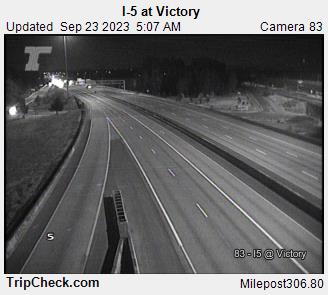 I-5 at Victory
Updated  Sep 23 2023  5:07 AM
Camera 83
S
83 - I5 @ Victory
TripCheck.com
Milepost306.80